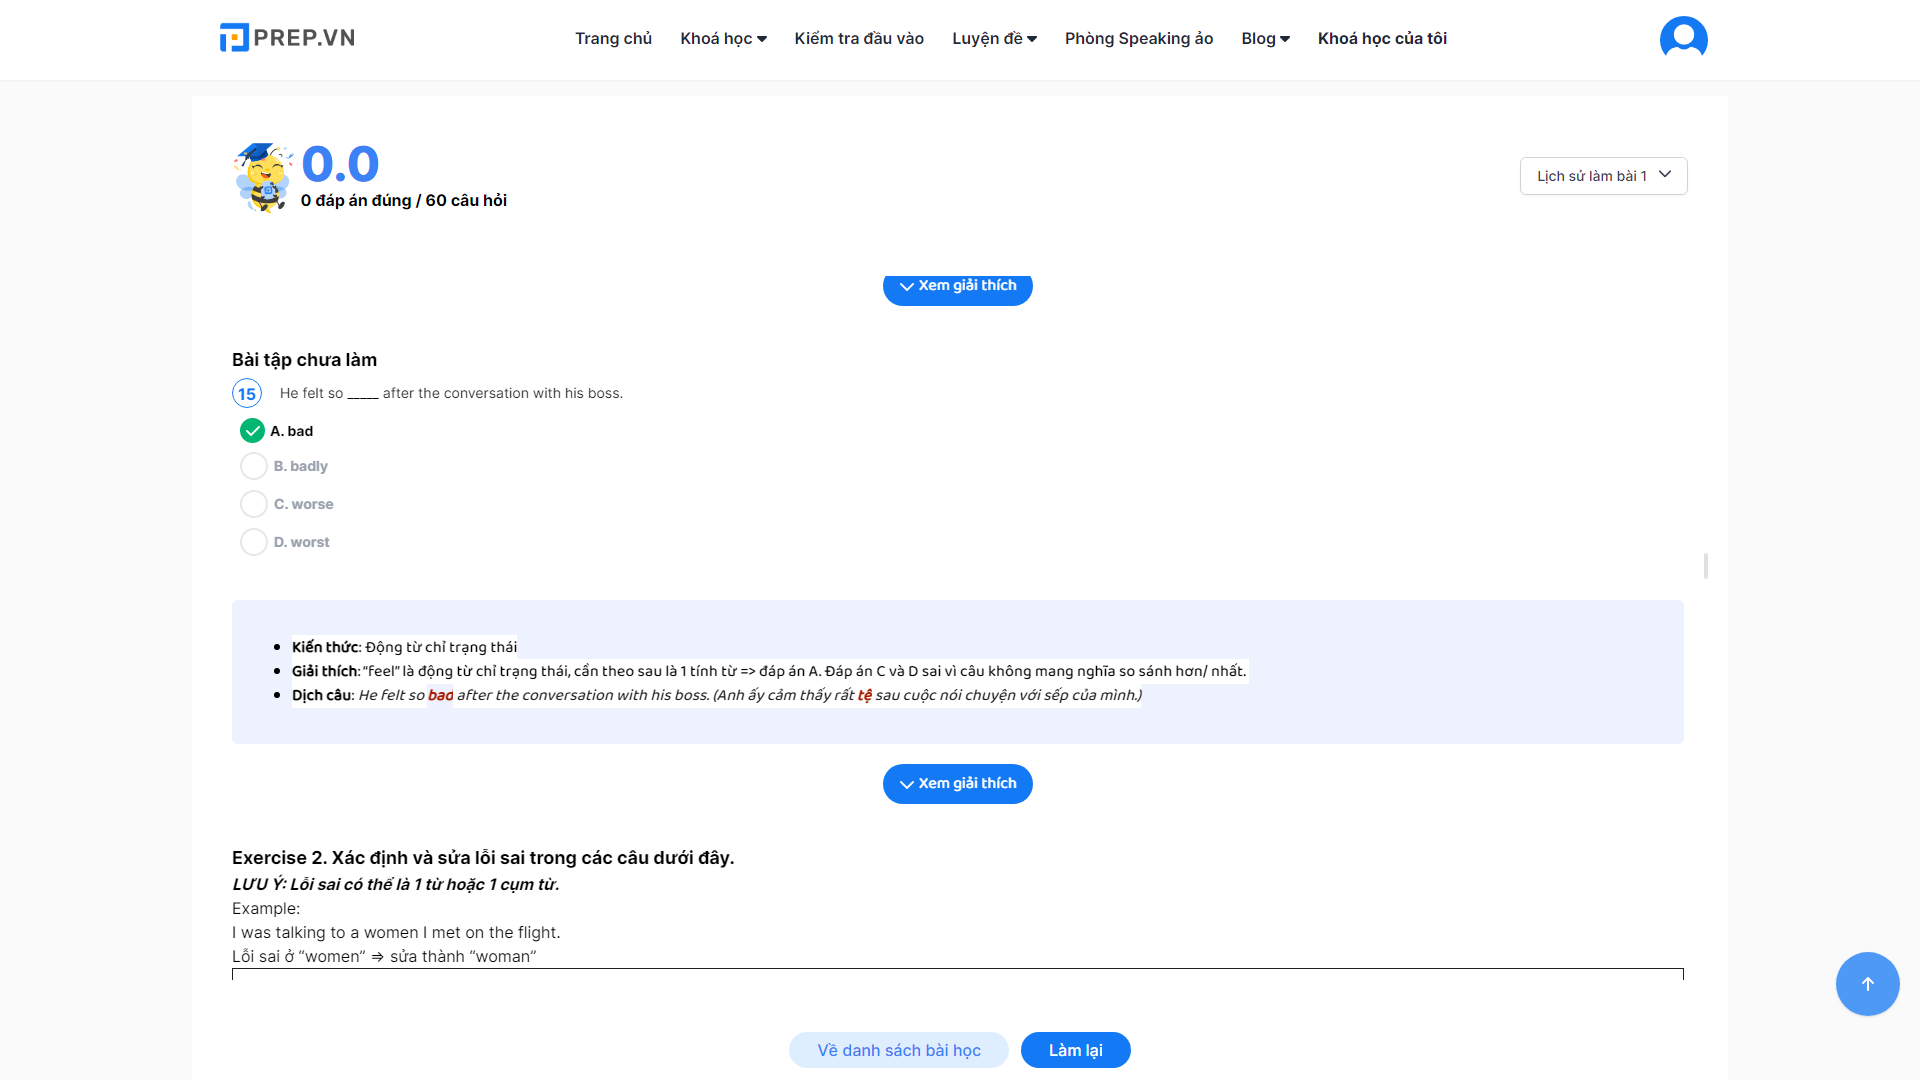 PREP.VN
Trang chủ Khoá học Kiểm tra đầu vào Luyện đề Phòng Speaking ảo Blog Khoá học của tôi
0.0
0 đáp án đúng / 60 câu hỏi
Lịch sử làm bài 1
Xem giải thích
Bài tập chưa làm
15 He felt so _____ after the conversation with his boss.
A. bad
B. badly
C. worse
D. worst
Kiến thức: Động từ chỉ trạng thái
Giải thích: “feel” là động từ chỉ trạng thái, cần theo sau là 1 tính từ => đáp án A. Đáp án C và D sai vì câu không mang nghĩa so sánh hơn/ nhất.
Dịch câu: He felt so bad after the conversation with his boss. (Anh ấy cảm thấy rất tệ sau cuộc nói chuyện với sếp của mình.)
Xem giải thích
Exercise 2. Xác định và sửa lỗi sai trong các câu dưới đây.
LƯU Ý: Lỗi sai có thể là 1 từ hoặc 1 cụm từ.
Example:
I was talking to a women I met on the flight.
Lỗi sai ở “women” => sửa thành “woman”
Về danh sách bài học Làm lại